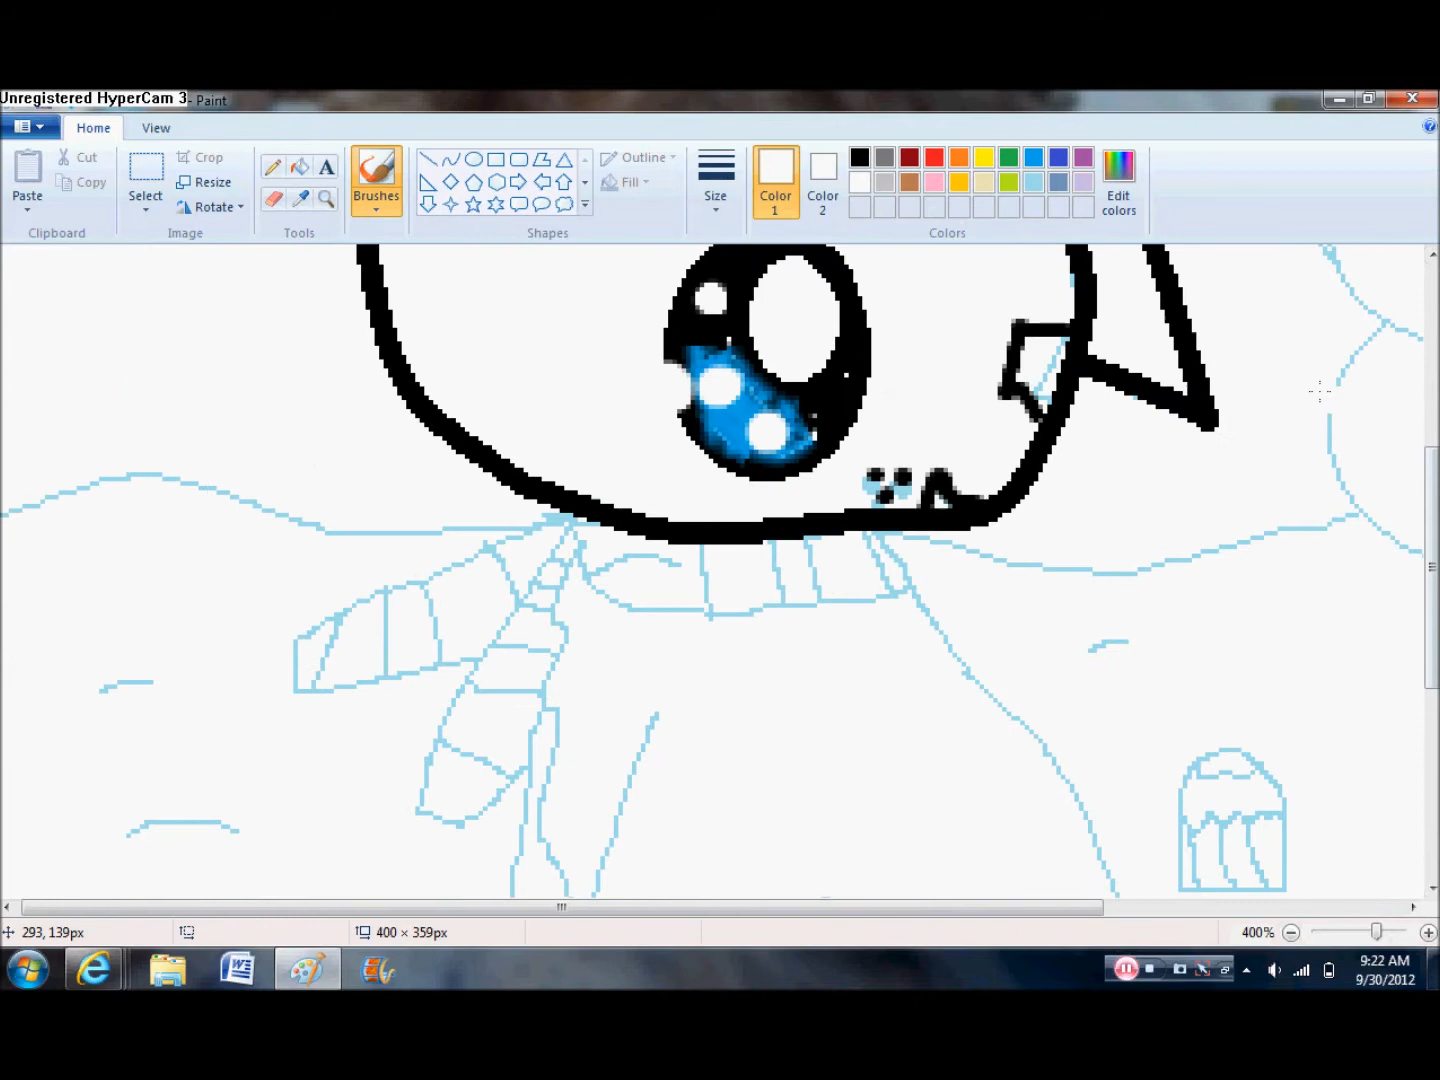 Unregistered HyperCam 3 - Paint
Home View
Paste Cut Copy Clipboard
Select Crop Resize Rotate Image
A Tools
Brushes
Outline Fill Shapes
Size
Color 1 Color 2 Edit colors Colors
293, 139px 400 × 359px 400%
W
9:22 AM
9/30/2012